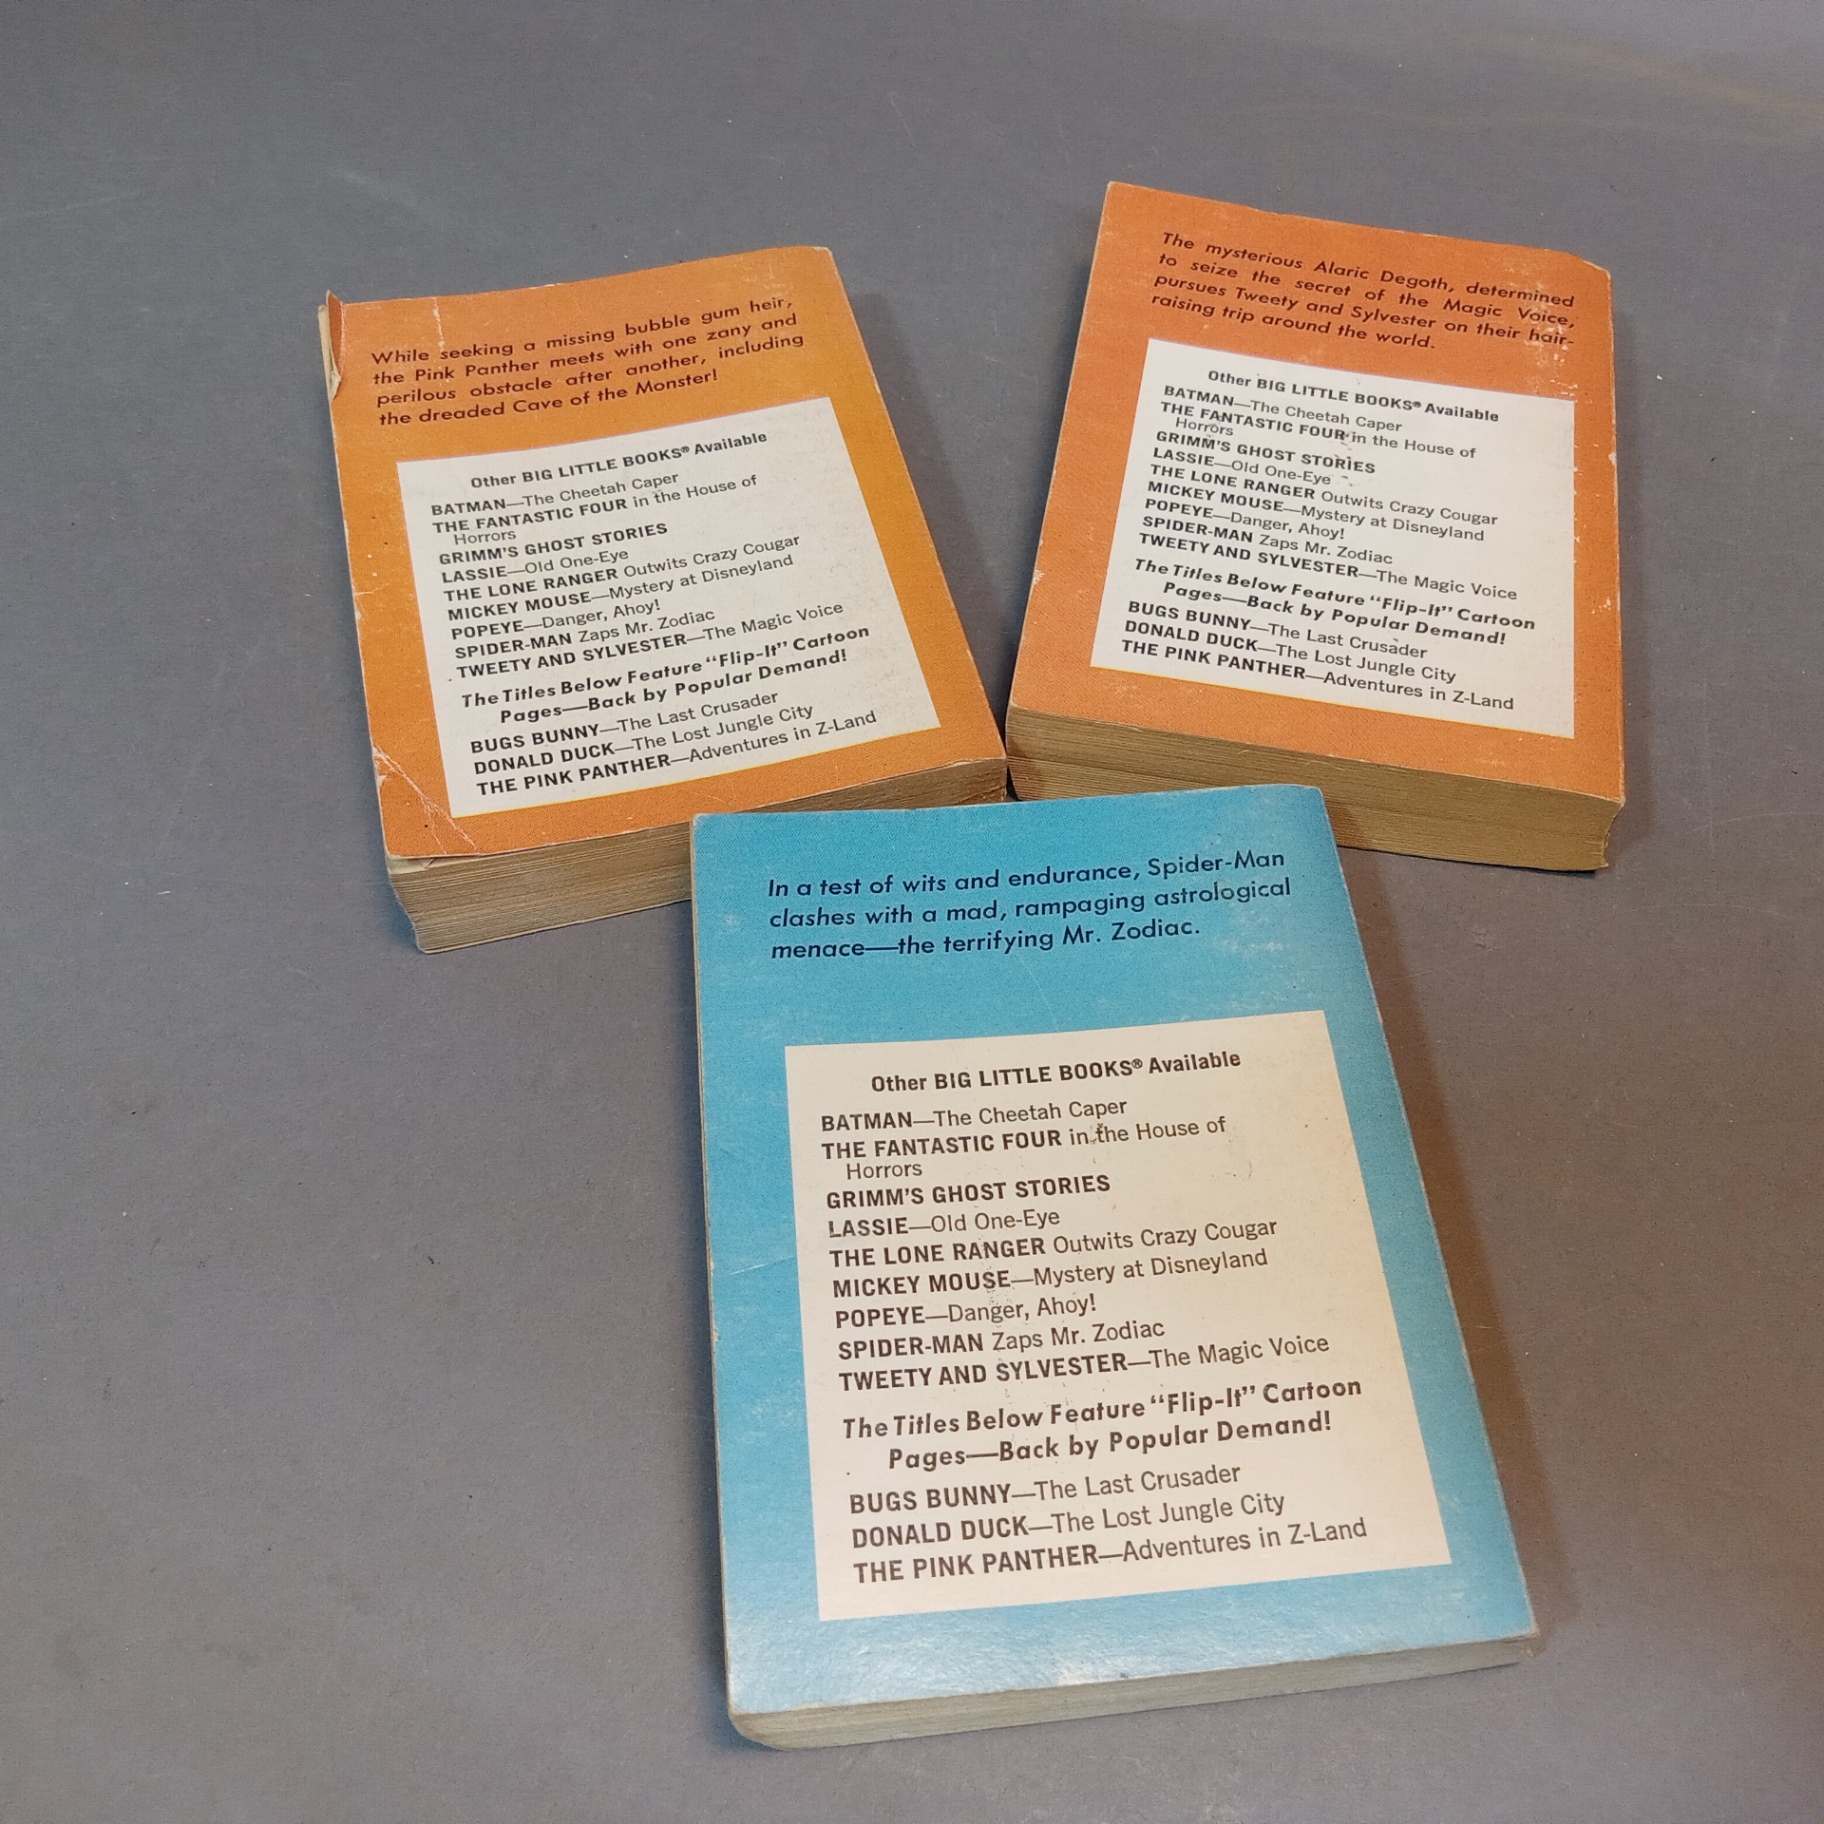 While seeking a missing bubble gum heir,
the Pink Panther meets with one zany and
perilous obstacle after another, including
the dreaded Cave of the Monster!
Other BIG LITTLE BOOKS® Available
BATMAN—The Cheetah Caper
THE FANTASTIC FOUR in the House of
Horrors
GRIMM'S GHOST STORIES
LASSIE—Old One-Eye
THE LONE RANGER Outwits Crazy Cougar
MICKEY MOUSE—Mystery at Disneyland
POPEYE—Danger, Ahoy!
SPIDER-MAN Zaps Mr. Zodiac
TWEETY AND SYLVESTER—The Magic Voice
The Titles Below Feature “Flip-It” Cartoon
Pages—Back by Popular Demand!
BUGS BUNNY—The Last Crusader
DONALD DUCK—The Lost Jungle City
THE PINK PANTHER—Adventures in Z-Land
The mysterious Alaric Degoth, determined
to seize the secret of the Magic Voice,
pursues Tweety and Sylvester on their hair-
raising trip around the world.
Other BIG LITTLE BOOKS® Available
BATMAN—The Cheetah Caper
THE FANTASTIC FOUR in the House of
Horrors
GRIMM'S GHOST STORIES
LASSIE—Old One-Eye
THE LONE RANGER Outwits Crazy Cougar
MICKEY MOUSE—Mystery at Disneyland
POPEYE—Danger, Ahoy!
SPIDER-MAN Zaps Mr. Zodiac
TWEETY AND SYLVESTER—The Magic Voice
The Titles Below Feature “Flip-It” Cartoon
Pages—Back by Popular Demand!
BUGS BUNNY—The Last Crusader
DONALD DUCK—The Lost Jungle City
THE PINK PANTHER—Adventures in Z-Land
In a test of wits and endurance, Spider-Man
clashes with a mad, rampaging astrological
menace—the terrifying Mr. Zodiac.
Other BIG LITTLE BOOKS® Available
BATMAN—The Cheetah Caper
THE FANTASTIC FOUR in the House of
Horrors
GRIMM'S GHOST STORIES
LASSIE—Old One-Eye
THE LONE RANGER Outwits Crazy Cougar
MICKEY MOUSE—Mystery at Disneyland
POPEYE—Danger, Ahoy!
SPIDER-MAN Zaps Mr. Zodiac
TWEETY AND SYLVESTER—The Magic Voice
The Titles Below Feature “Flip-It” Cartoon
Pages—Back by Popular Demand!
BUGS BUNNY—The Last Crusader
DONALD DUCK—The Lost Jungle City
THE PINK PANTHER—Adventures in Z-Land